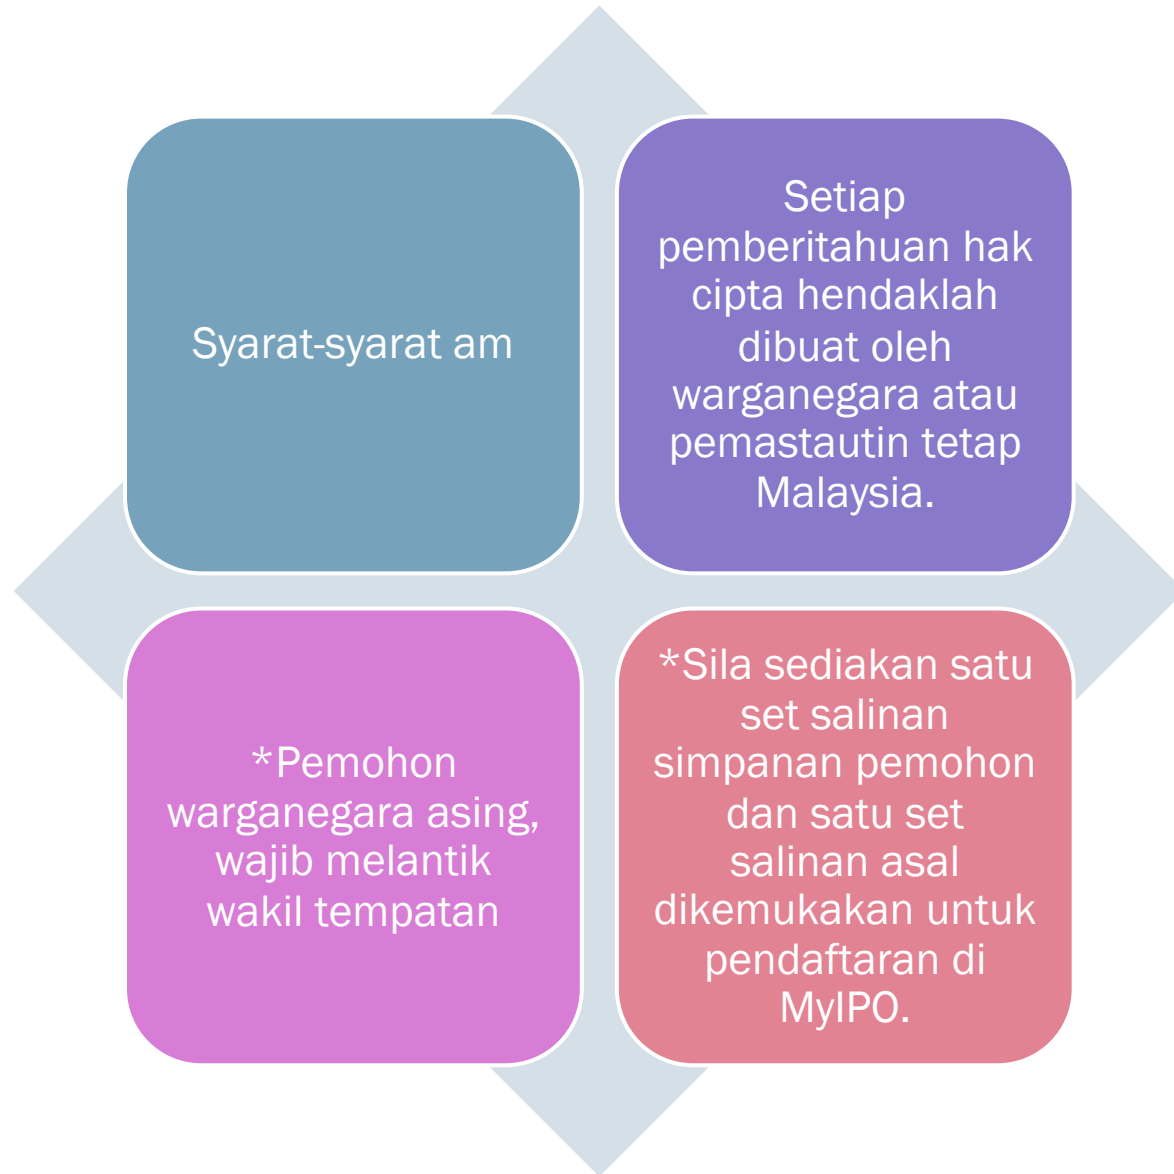 Syarat-syarat am
Setiap
pemberitahuan hak
cipta hendaklah
dibuat oleh
warganegara atau
pemastautin tetap
Malaysia.
*Pemohon
warganegara asing,
wajib melantik
wakil tempatan
*Sila sediakan satu
set salinan
simpanan pemohon
dan satu set
salinan asal
dikemukakan untuk
pendaftaran di
MyIPO.